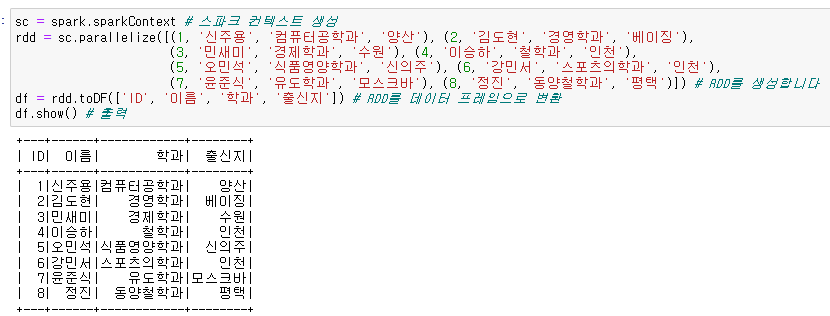 sc = spark.sparkContext # 스파크 컨텍스트 생성
rdd = sc.parallelize([(1, '신주용', '컴퓨터공학과', '양산'), (2, '김도현', '경영학과', '베이징'),
(3, '민새미', '경제학과', '수원'), (4, '이승하', '철학과', '인천'),
(5, '오민석', '식품영양학과', '신의주'), (6, '강민서', '스포츠의학과', '인천'),
(7, '윤준식', '유도학과', '모스크바'), (8, '정진', '동양철학과', '평택')]) # RDD를 생성합니다
df = rdd.toDF(['ID', '이름', '학과', '출신지']) # RDD를 데이터 프레임으로 변환
df.show() # 출력
+---+------+------------+--------+
| ID| 이름| 학과| 출신지|
+---+------+------------+--------+
| 1|신주용|컴퓨터공학과| 양산|
| 2|김도현| 경영학과| 베이징|
| 3|민새미| 경제학과| 수원|
| 4|이승하| 철학과| 인천|
| 5|오민석|식품영양학과| 신의주|
| 6|강민서|스포츠의학과| 인천|
| 7|윤준식| 유도학과|모스크바|
| 8| 정진| 동양철학과| 평택|
+---+------+------------+--------+